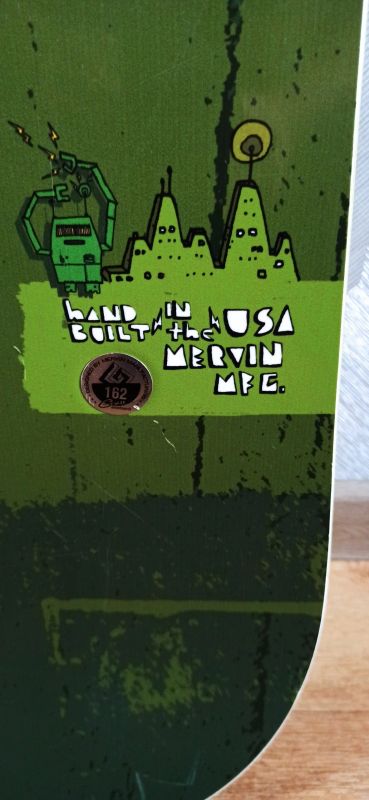 HAND BUILT IN the USA
MERVIN
MFG.
162